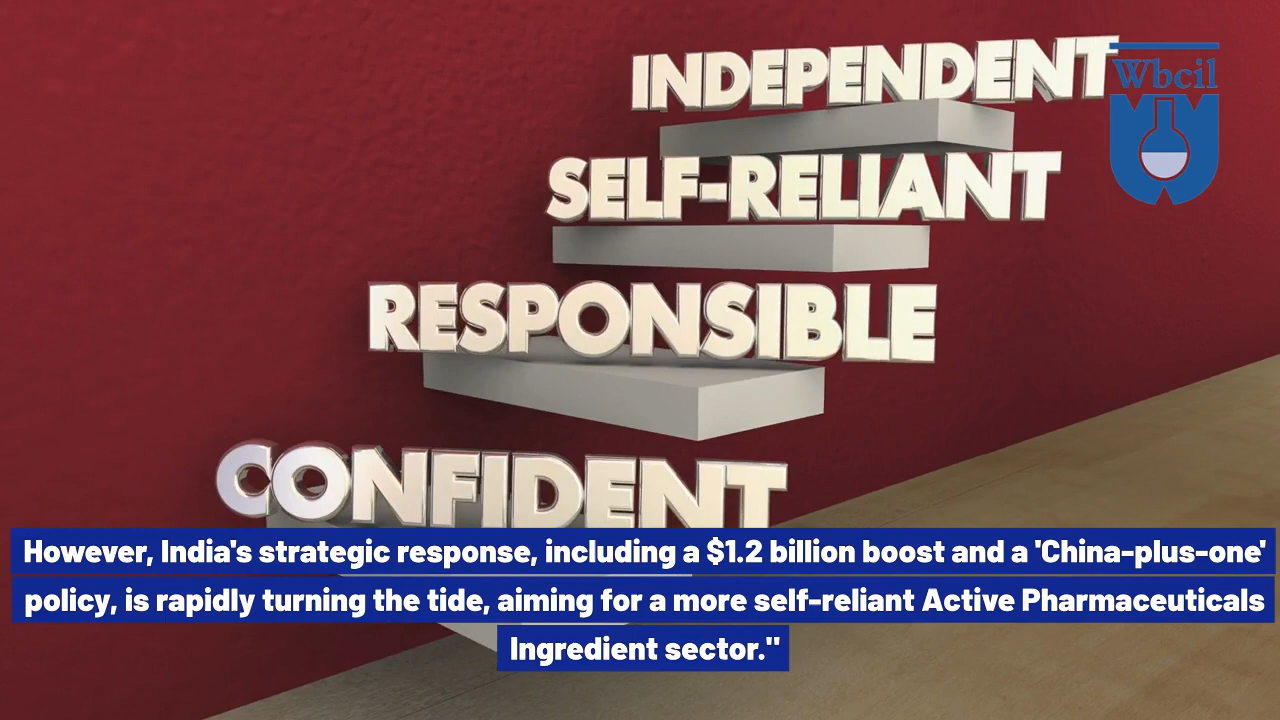 INDEPENDENT
Wbcil
SELF-RELIANT
RESPONSIBLE
CONFIDENT
However, India's strategic response, including a $1.2 billion boost and a 'China-plus-one'
policy, is rapidly turning the tide, aiming for a more self-reliant Active Pharmaceuticals
Ingredient sector."